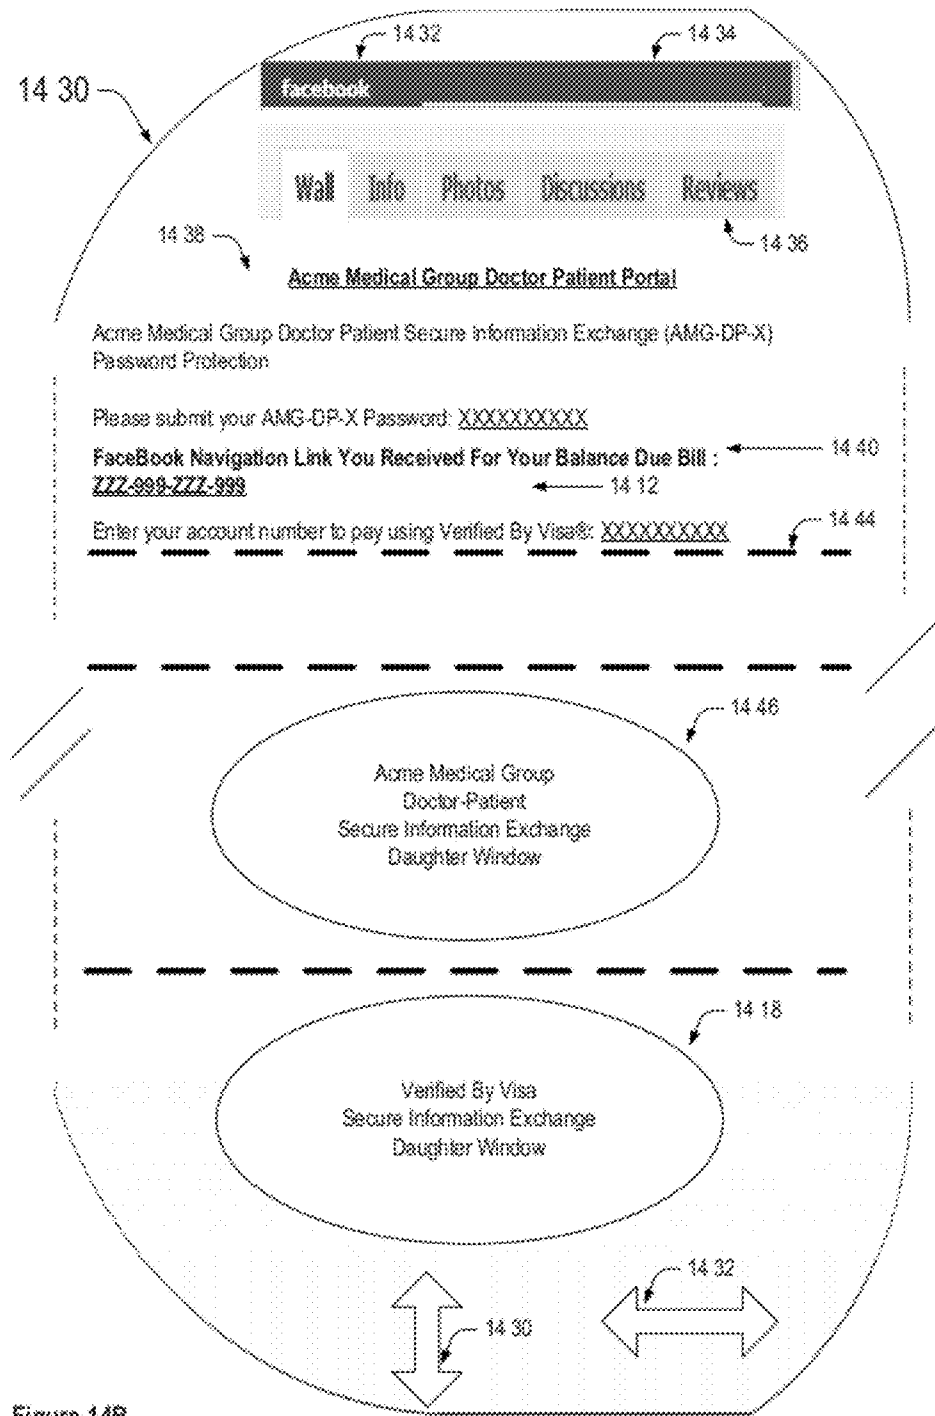 14 32
14 34
14 30
facebook
Wall Info Photos Discussions Reviews
14 38
14 36
Acme Medical Group Doctor Patient Portal
Acme Medical Group Doctor Patient Secure Information Exchange (AMG-DP-X)
Password Protection
Please submit your AMG-DP-X Password: XXXXXXXXXX
FaceBook Navigation Link You Received For Your Balance Due Bill :
14 40
ZZZ-999-ZZZ-999
14 12
Enter your account number to pay using Verified By Visa®: XXXXXXXXXX
14 44
14 46
Acme Medical Group
Doctor-Patient
Secure Information Exchange
Daughter Window
14 18
Verified By Visa
Secure Information Exchange
Daughter Window
14 32
14 30
Figure 14B